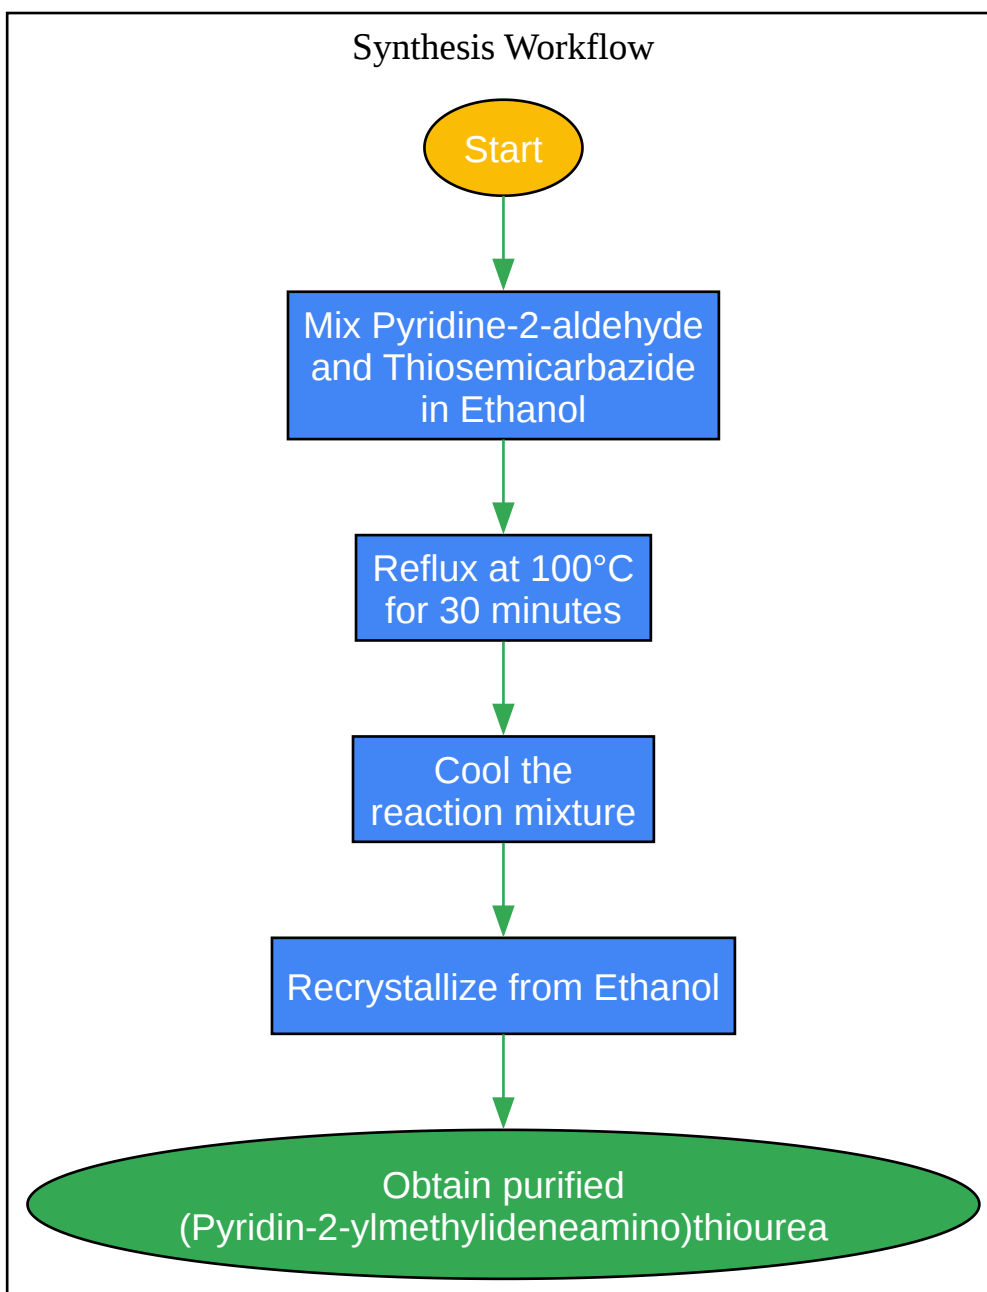 Synthesis Workflow
Start
Mix Pyridine-2-aldehyde
and Thiosemicarbazide
in Ethanol
Reflux at 100°C
for 30 minutes
Cool the
reaction mixture
Recrystallize from Ethanol
Obtain purified
(Pyridin-2-ylmethylideneamino)thiourea